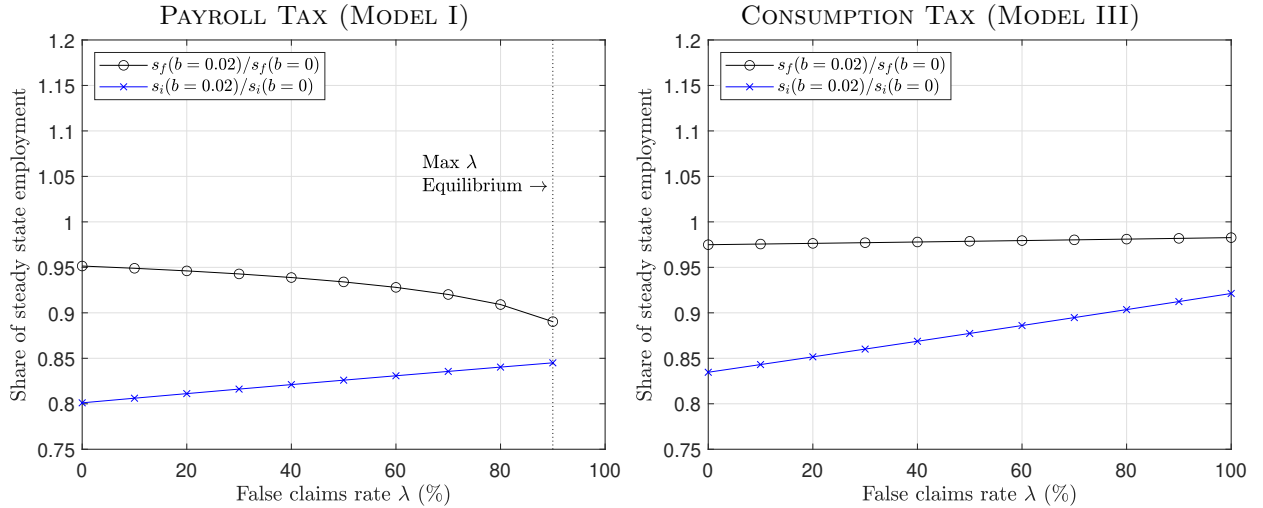 PAYROLL TAX (MODEL I)
1.2
1.15
1.1
1.05
1
0.95
0.9
0.85
0.8
0.75
Share of steady state employment
s_f(b = 0.02)/s_f(b = 0)
s_i(b = 0.02)/s_i(b = 0)
Max λ
Equilibrium →
0 20 40 60 80 100
False claims rate λ (%)
CONSUMPTION TAX (MODEL III)
1.2
1.15
1.1
1.05
1
0.95
0.9
0.85
0.8
0.75
Share of steady state employment
s_f(b = 0.02)/s_f(b = 0)
s_i(b = 0.02)/s_i(b = 0)
0 20 40 60 80 100
False claims rate λ (%)